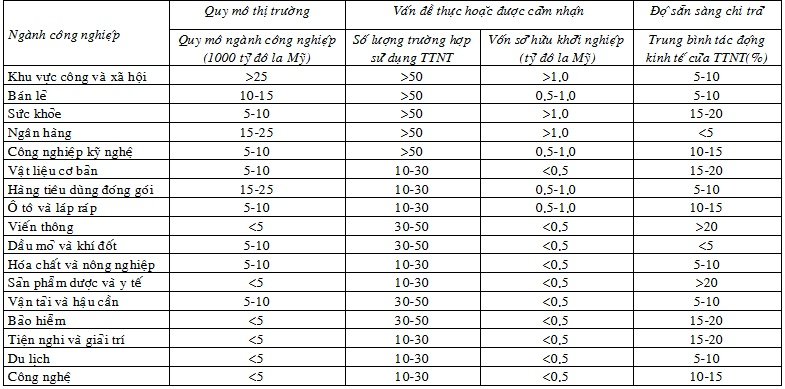 Ngành công nghiệp Quy mô thị trường Vấn đề thực hoặc được cảm nhận Độ sẵn sàng chi trả
Quy mô ngành công nghiệp (1000 tỷ đô la Mỹ) Số lượng trường hợp sử dụng TTNT Vốn sở hữu khởi nghiệp (tỷ đô la Mỹ) Trung bình tác động kinh tế của TTNT(%)
Khu vực công và xã hội >25 >50 >1.0 5-10
Bán lẻ 10-15 >50 0.5-1.0 5-10
Sức khỏe 5-10 >50 >1.0 15-20
Ngân hàng 15-25 >50 >1.0 <5
Công nghiệp kỹ nghệ 5-10 >50 0.5-1.0 10-15
Vật liệu cơ bản 5-10 10-30 <0.5 15-20
Hàng tiêu dùng đóng gói 15-25 10-30 0.5-1.0 5-10
Ô tô và lắp ráp 5-10 10-30 0.5-1.0 10-15
Viễn thông <5 30-50 <0.5 >20
Dầu mỏ và khí đốt 5-10 30-50 <0.5 <5
Hóa chất và nông nghiệp 5-10 10-30 <0.5 5-10
Sản phẩm dược và y tế <5 10-30 <0.5 >20
Vận tải và hậu cần 5-10 30-50 <0.5 5-10
Bảo hiểm <5 30-50 <0.5 15-20
Tiện nghi và giải trí <5 10-30 <0.5 15-20
Du lịch <5 10-30 <0.5 5-10
Công nghệ <5 10-30 <0.5 10-15